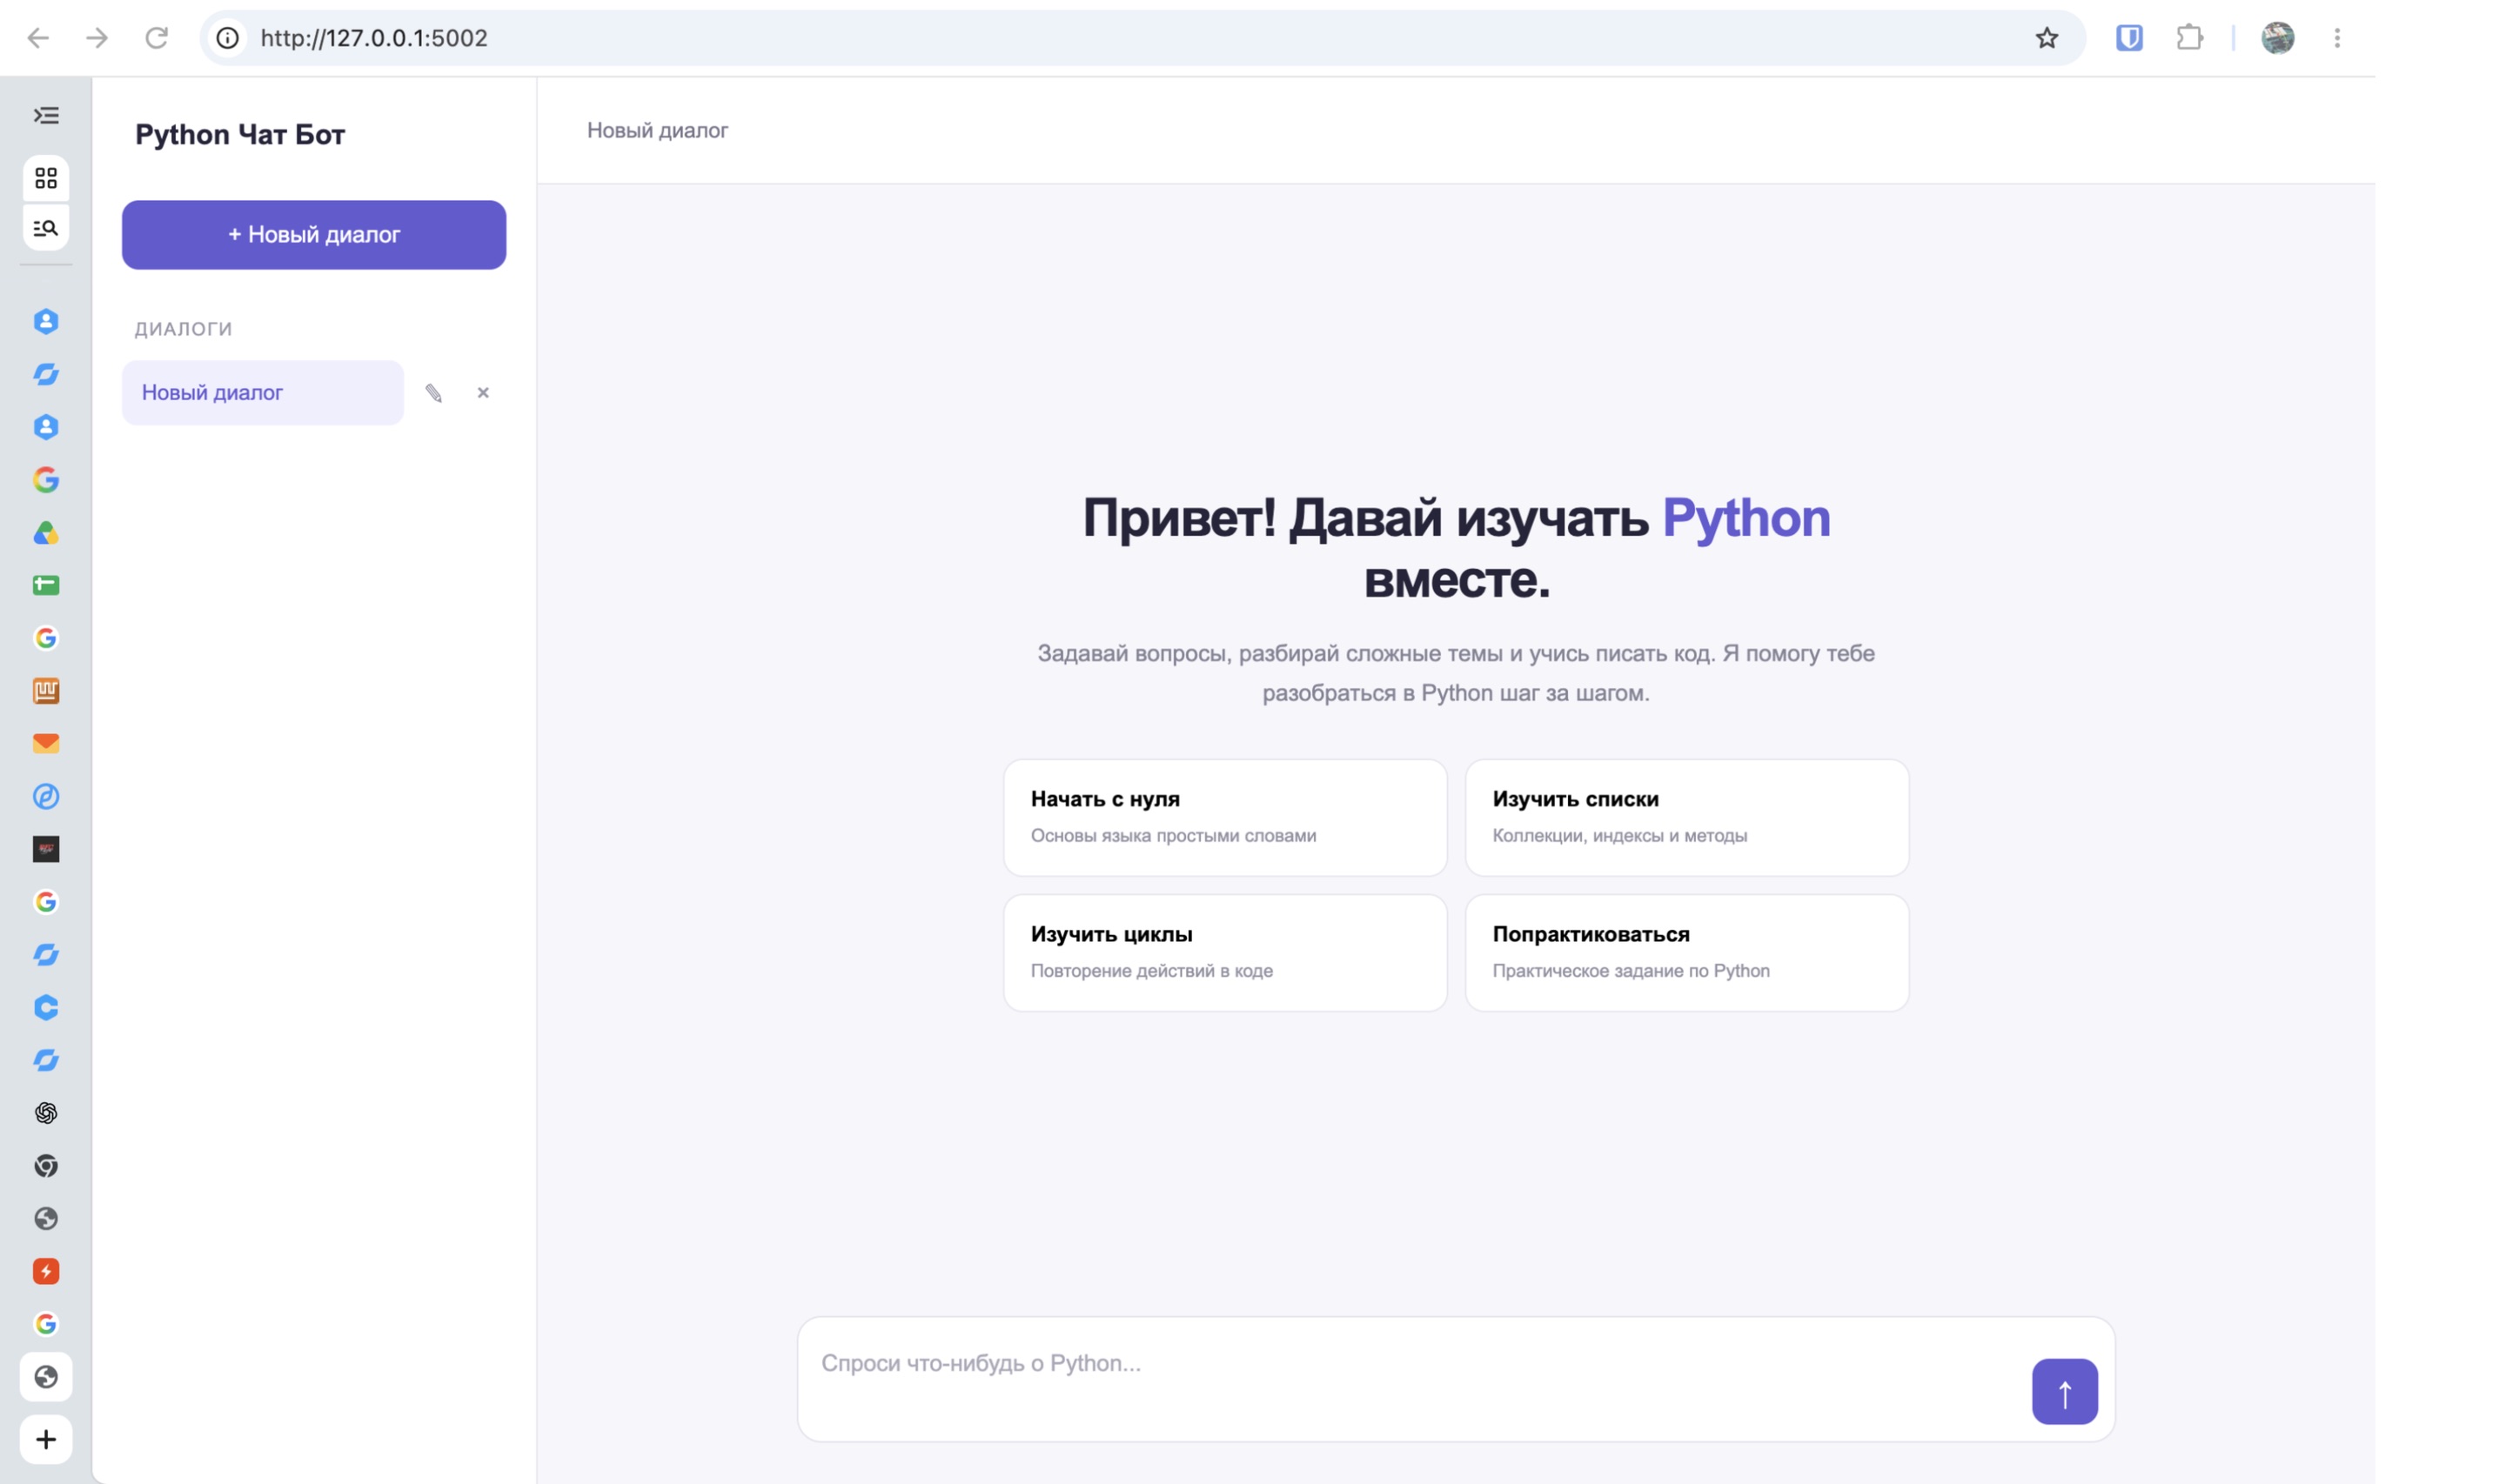 http://127.0.0.1:5002
Python Чат Бот
+ Новый диалог
ДИАЛОГИ
Новый диалог
Новый диалог
Привет! Давай изучать Python
вместе.
Задавай вопросы, разбирай сложные темы и учись писать код. Я помогу тебе
разобраться в Python шаг за шагом.
Начать с нуля
Основы языка простыми словами
Изучить списки
Коллекции, индексы и методы
Изучить циклы
Повторение действий в коде
Попрактиковаться
Практическое задание по Python
Спроси что-нибудь о Python...